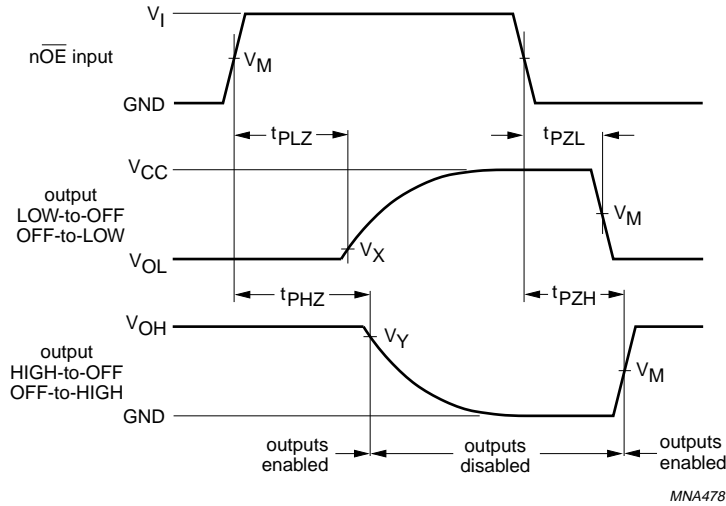 V_I
nOE input
V_M
GND
t_PLZ
t_PZL
V_CC
output
LOW-to-OFF
OFF-to-LOW
V_M
V_X
V_OL
t_PHZ
t_PZH
V_OH
V_Y
output
HIGH-to-OFF
OFF-to-HIGH
V_M
GND
outputs
enabled
outputs
disabled
outputs
enabled
MNA478